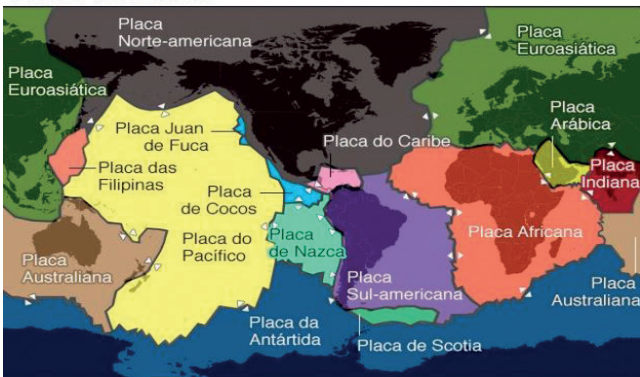 Placa
Norte-americana
Placa
Euroasiática
Placa
Euroasiática
Placa
Arábica
Placa Juan
de Fuca
Placa do Caribe
Placa
Indiana
Placa das
Filipinas
Placa
de Cocos
Placa do
Pacífico
Placa
de Nazca
Placa Africana
Placa
Australiana
Placa
Sul-americana
Placa
Australiana
Placa da
Antártida
Placa de Scotia